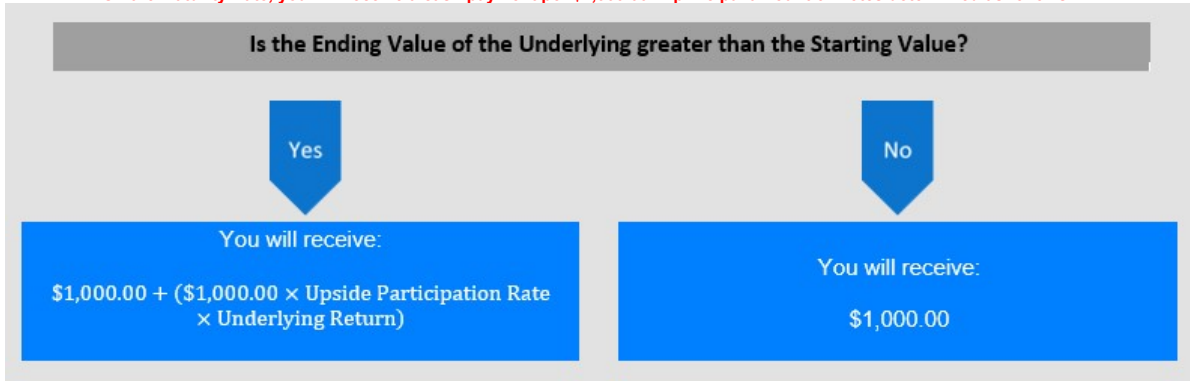 Is the Ending Value of the Underlying greater than the Starting Value?
Yes
No
You will receive:
$1,000.00 + ($1,000.00 × Upside Participation Rate
× Underlying Return)
You will receive:
$1,000.00